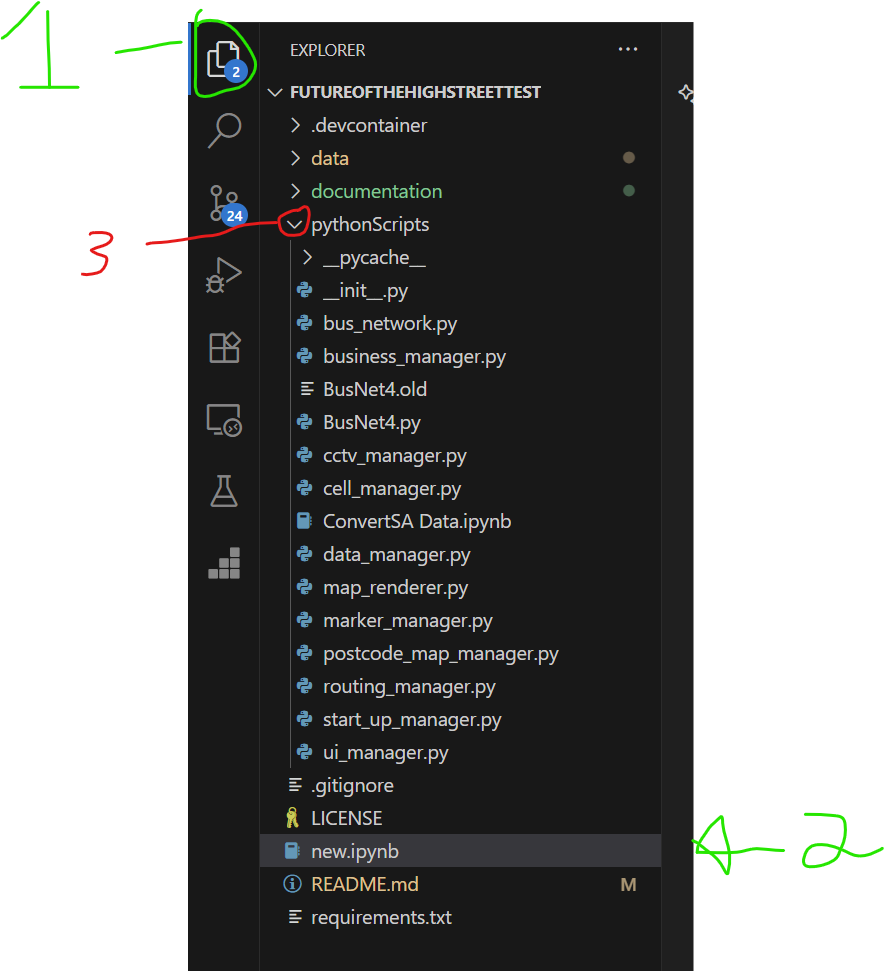 1
EXPLORER
2
FUTUREOFTHEHIGHSTREETTEST
.devcontainer
data
documentation
24
pythonScripts
3
__pycache__
__init__.py
bus_network.py
business_manager.py
BusNet4.old
BusNet4.py
cctv_manager.py
cell_manager.py
ConvertSA Data.ipynb
data_manager.py
map_renderer.py
marker_manager.py
postcode_map_manager.py
routing_manager.py
start_up_manager.py
ui_manager.py
.gitignore
LICENSE
new.ipynb
2
README.md M
requirements.txt